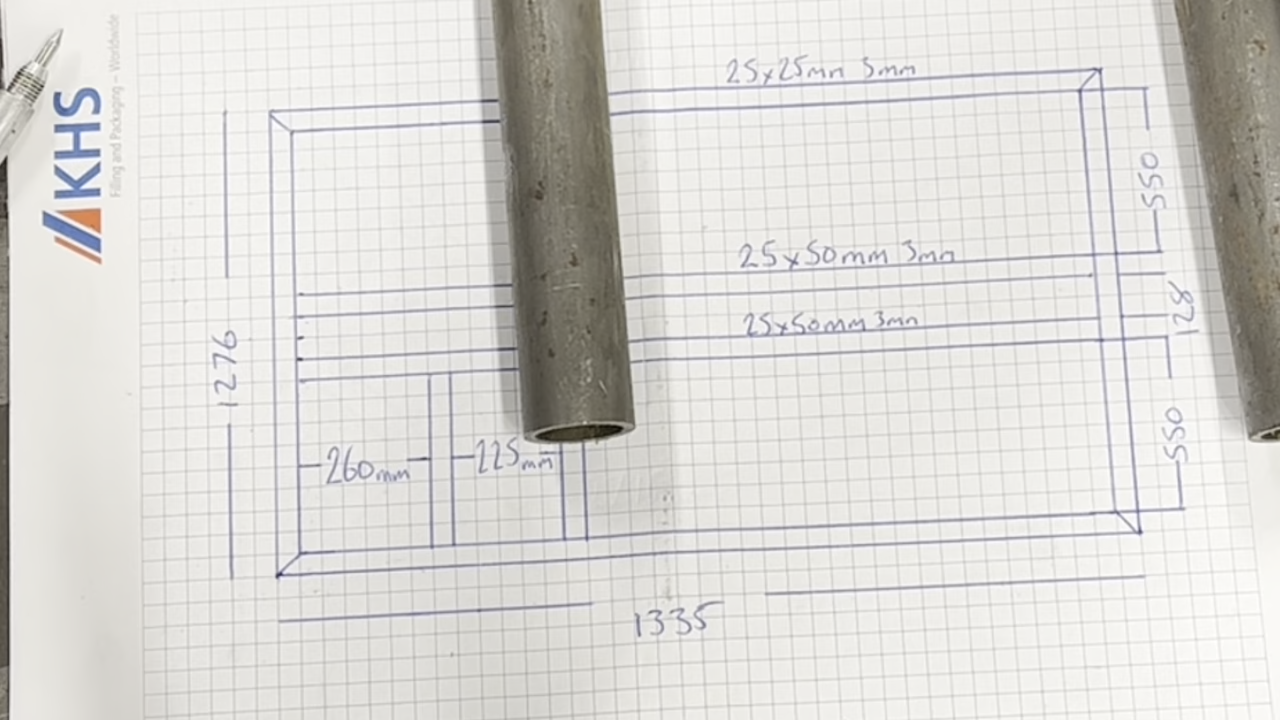 KHS
Filling and Packaging – Worldwide
25x25mm 3mm
550
25x50mm 3mm
128
25x50mm 3mm
1276
260mm
225mm
550
1335